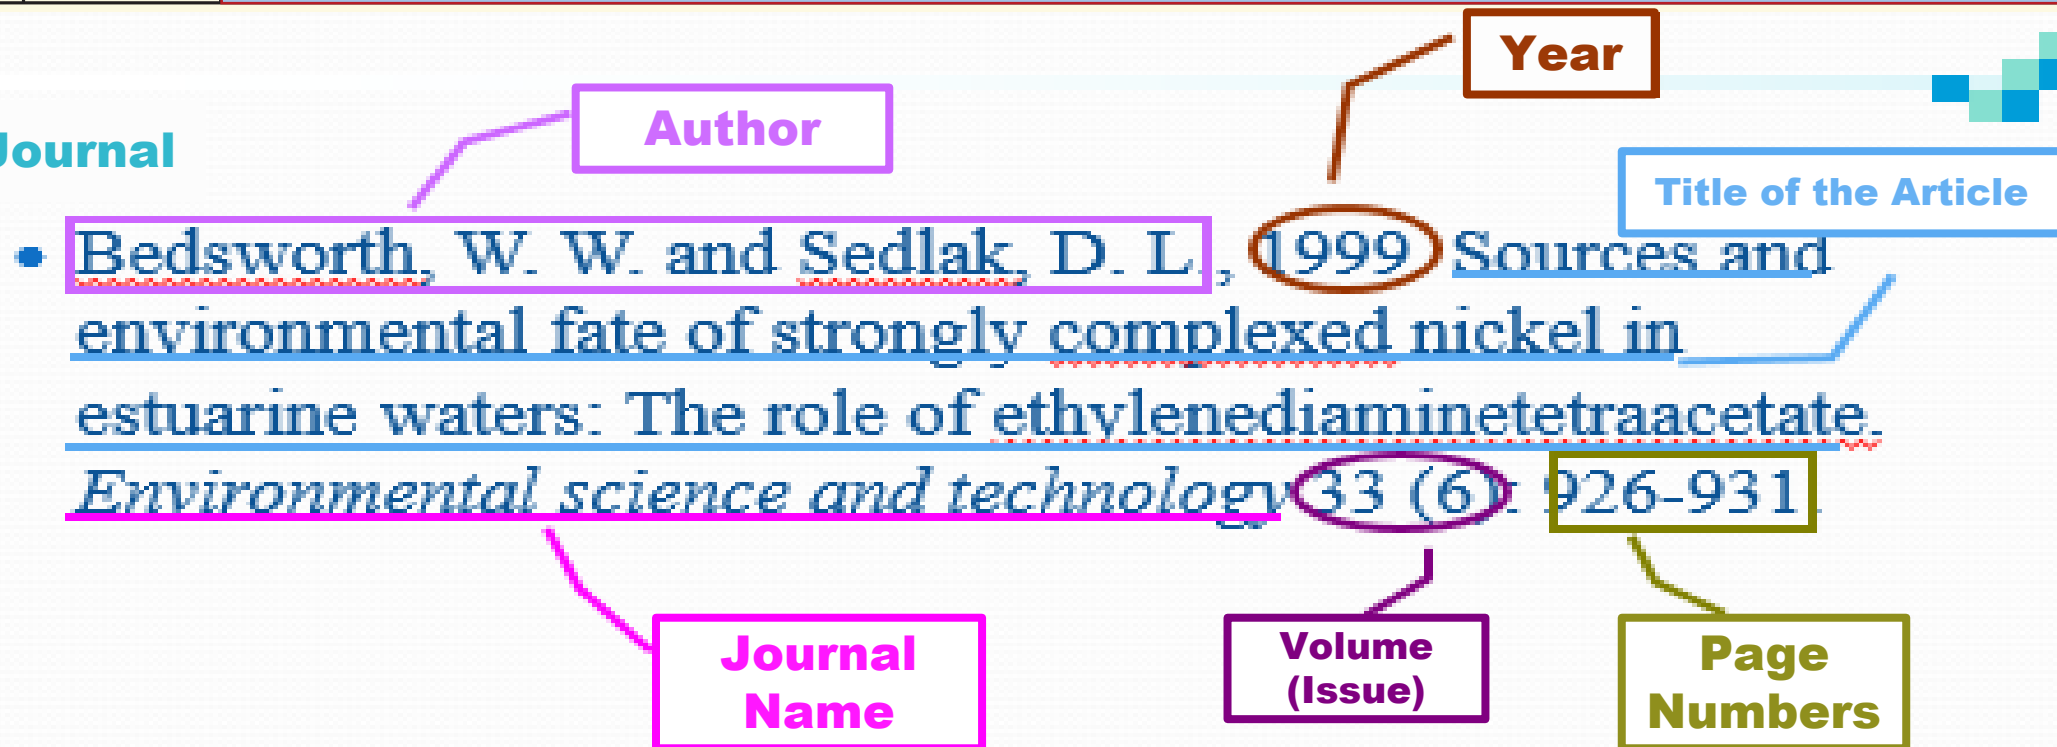 Year
Author
Journal
Title of the Article
• Bedsworth, W. W. and Sedlak, D. L., 1999 Sources and
environmental fate of strongly complexed nickel in
estuarine waters: The role of ethylenediaminetetraacetate.
Environmental science and technology 33 (6): 926-931.
Journal
Name
Volume
(Issue)
Page
Numbers